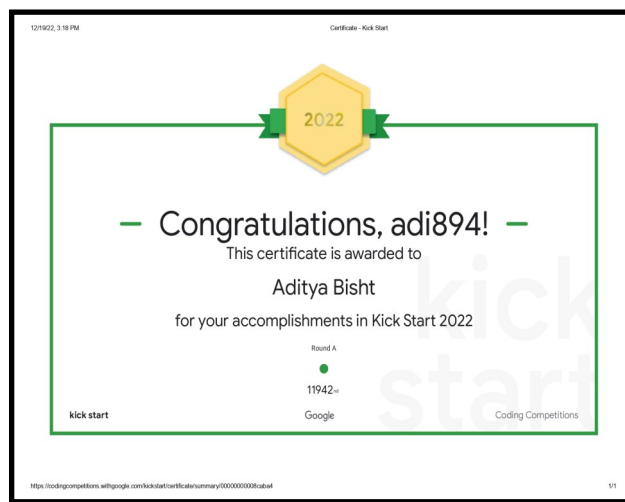 12/19/22, 3:18 PM Certificate - Kick Start
2022
Congratulations, adi894!
This certificate is awarded to
Aditya Bisht
for your accomplishments in Kick Start 2022
Round A
11942nd
kick start Google Coding Competitions
kick
start
https://codingcompetitions.withgoogle.com/kickstart/certificate/summary/00000000008caba4 1/1